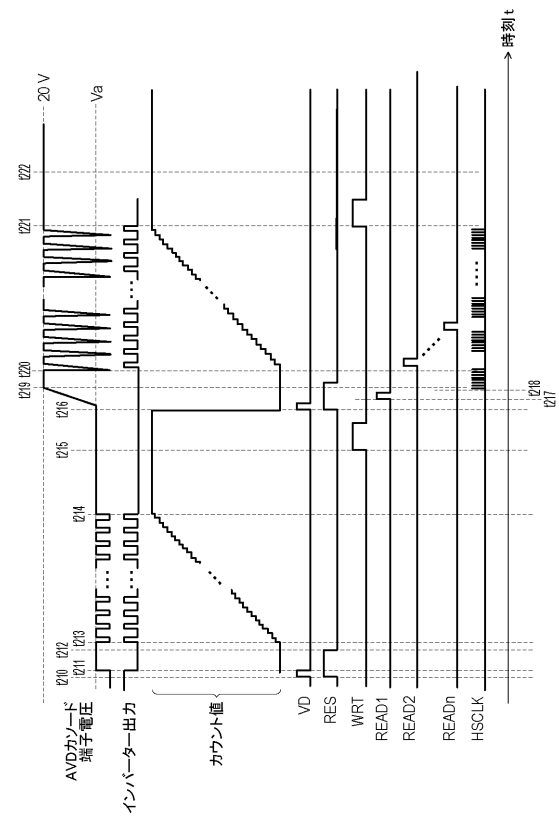 20 V
Va
t210
t211
t212
t213
t214
t215
t216
t219
t220
t221
t222
t218
t217
AVDカソード
端子電圧
インバーター出力
カウント値
VD
RES
WRT
READ1
READ2
READn
HSCLK
時刻 t